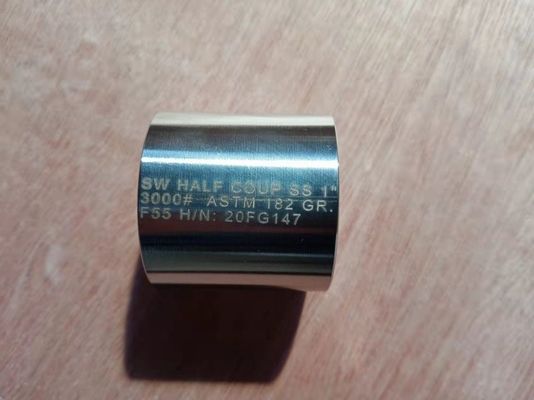 SW HALF COUP SS 1"
3000# ASTM 182 GR.
F55 H/N: 20FG147